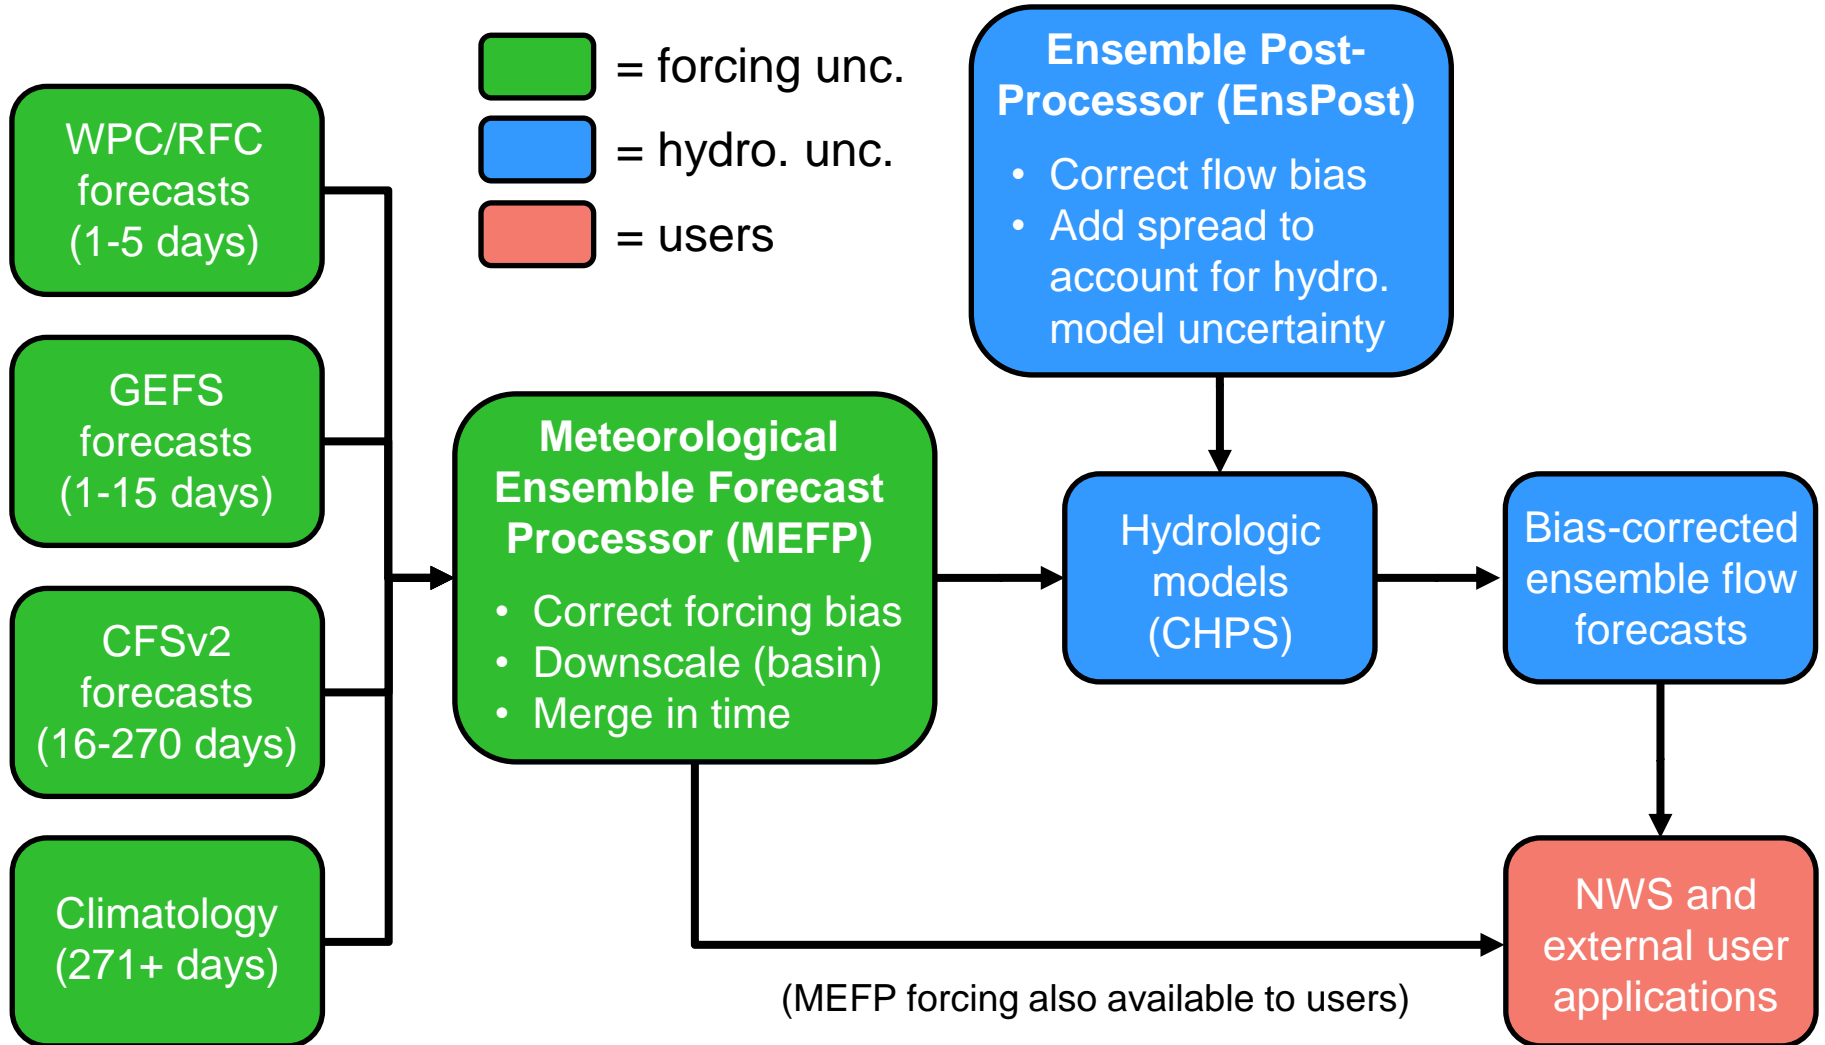 = forcing unc.
= hydro. unc.
= users
WPC/RFC
forecasts
(1-5 days)
GEFS
forecasts
(1-15 days)
CFSv2
forecasts
(16-270 days)
Climatology
(271+ days)
Meteorological
Ensemble Forecast
Processor (MEFP)
• Correct forcing bias
• Downscale (basin)
• Merge in time
Ensemble Post-
Processor (EnsPost)
• Correct flow bias
• Add spread to
account for hydro.
model uncertainty
Hydrologic
models
(CHPS)
Bias-corrected
ensemble flow
forecasts
NWS and
external user
applications
(MEFP forcing also available to users)